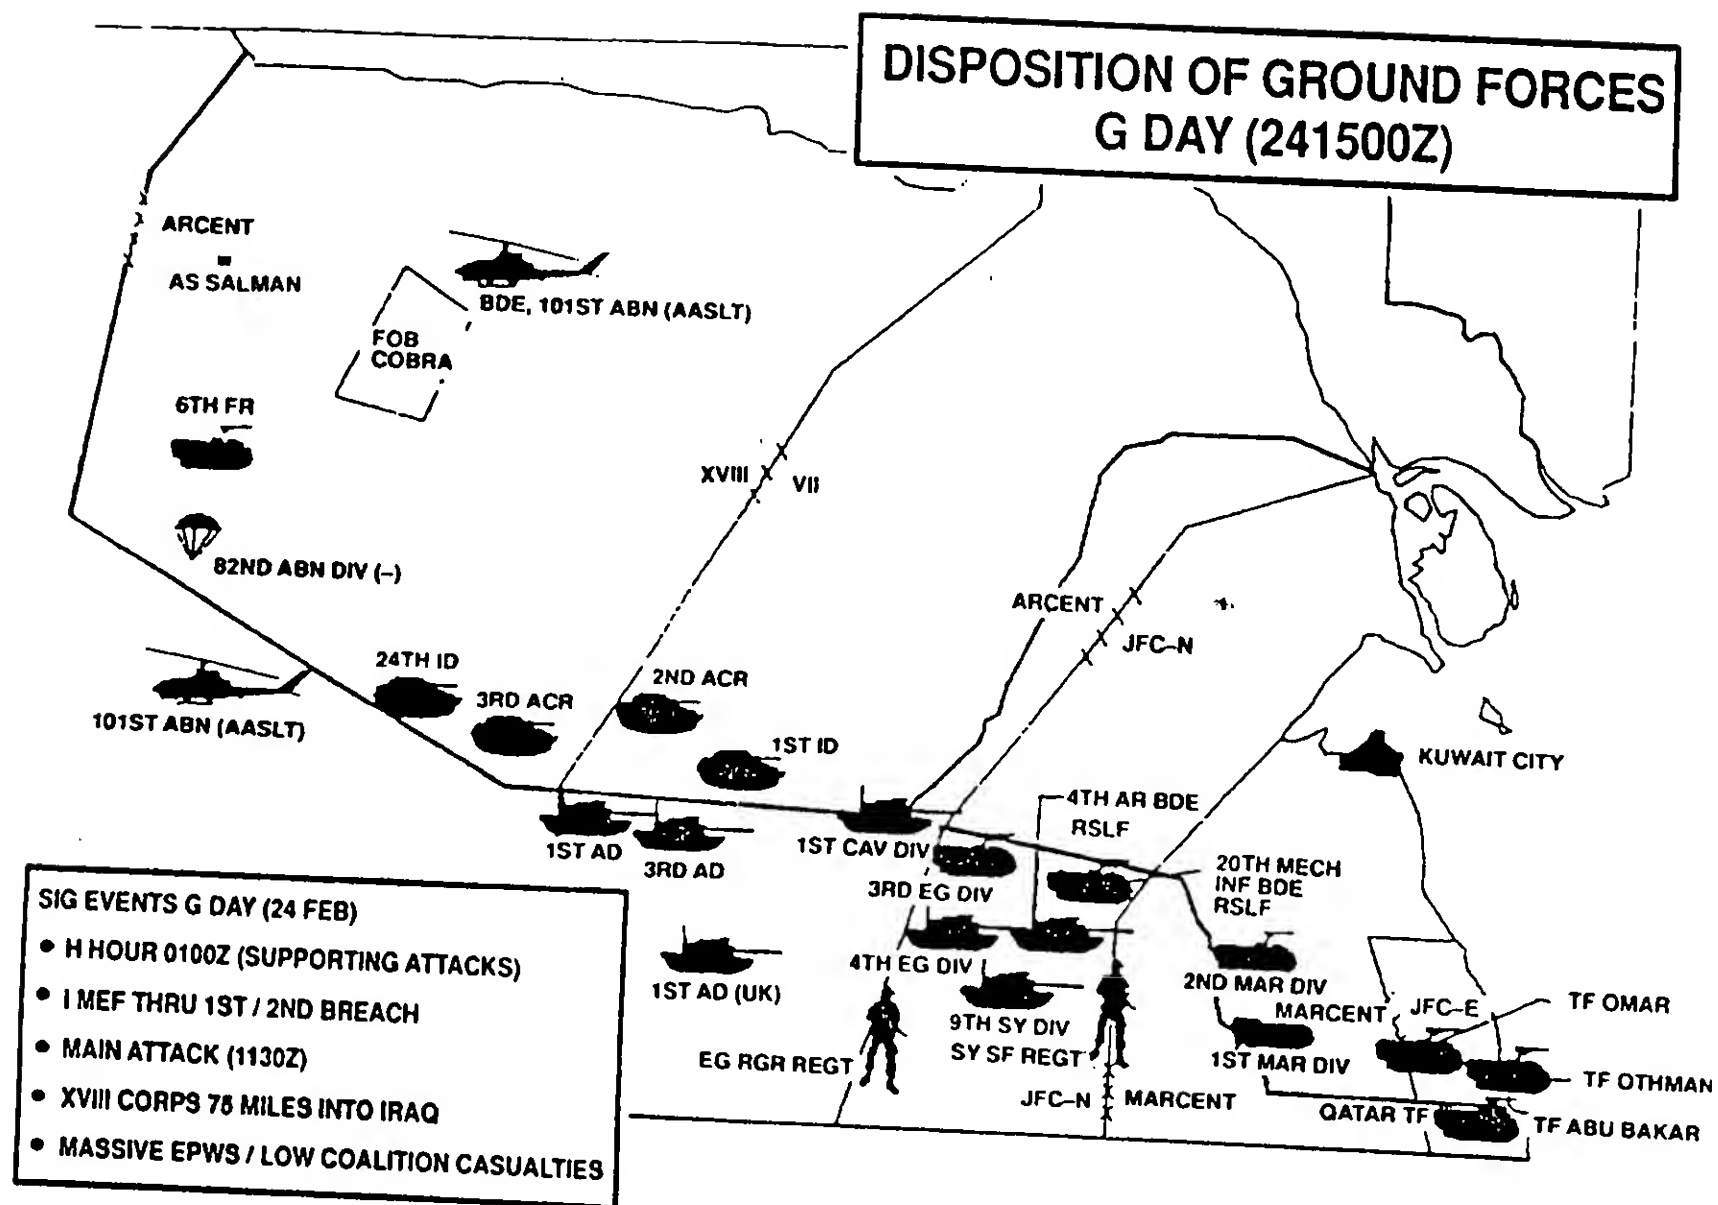 DISPOSITION OF GROUND FORCES
G DAY (241500Z)
ARCENT
AS SALMAN
BDE, 101ST ABN (AASLT)
FOB
COBRA
6TH FR
XVIII
VII
82ND ABN DIV (–)
ARCENT
JFC–N
24TH ID
3RD ACR
2ND ACR
101ST ABN (AASLT)
1ST ID
KUWAIT CITY
4TH AR BDE
RSLF
1ST AD
3RD AD
1ST CAV DIV
3RD EG DIV
20TH MECH
INF BDE
RSLF
4TH EG DIV
1ST AD (UK)
2ND MAR DIV
MARCENT
JFC–E
TF OMAR
9TH SY DIV
SY SF REGT
EG RGR REGT
1ST MAR DIV
TF OTHMAN
JFC–N
MARCENT
QATAR TF
TF ABU BAKAR
SIG EVENTS G DAY (24 FEB)
• H HOUR 0100Z (SUPPORTING ATTACKS)
• I MEF THRU 1ST / 2ND BREACH
• MAIN ATTACK (1130Z)
• XVIII CORPS 75 MILES INTO IRAQ
• MASSIVE EPWS / LOW COALITION CASUALTIES